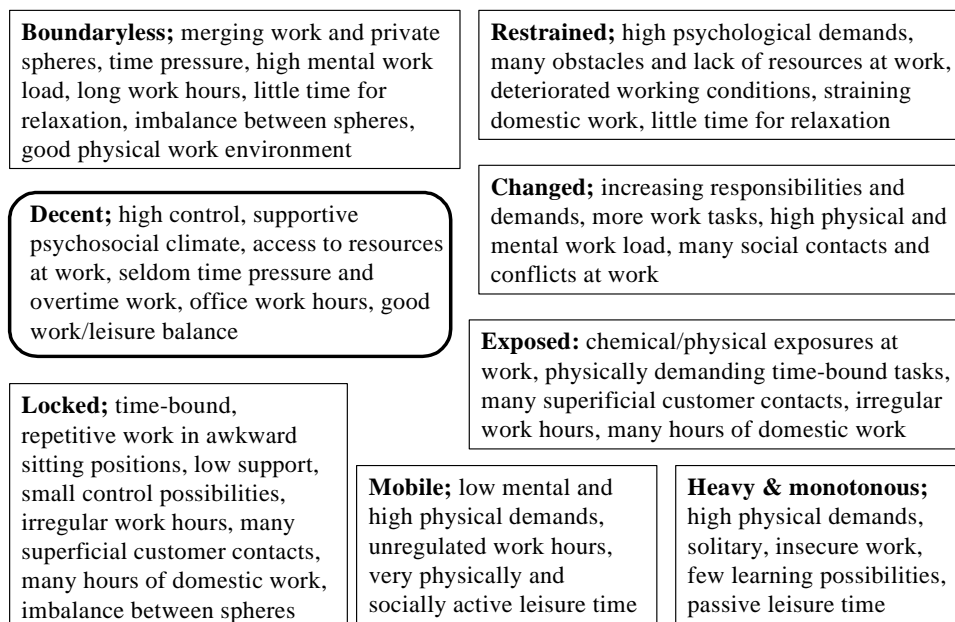 Boundaryless; merging work and private
spheres, time pressure, high mental work
load, long work hours, little time for
relaxation, imbalance between spheres,
good physical work environment
Restrained; high psychological demands,
many obstacles and lack of resources at work,
deteriorated working conditions, straining
domestic work, little time for relaxation
Decent; high control, supportive
psychosocial climate, access to resources
at work, seldom time pressure and
overtime work, office work hours, good
work/leisure balance
Changed; increasing responsibilities and
demands, more work tasks, high physical and
mental work load, many social contacts and
conflicts at work
Exposed: chemical/physical exposures at
work, physically demanding time-bound tasks,
many superificial customer contacts, irregular
work hours, many hours of domestic work
Locked; time-bound,
repetitive work in awkward
sitting positions, low support,
small control possibilities,
irregular work hours, many
superficial customer contacts,
many hours of domestic work,
imbalance between spheres
Mobile; low mental and
high physical demands,
unregulated work hours,
very physically and
socially active leisure time
Heavy & monotonous;
high physical demands,
solitary, insecure work,
few learning possibilities,
passive leisure time